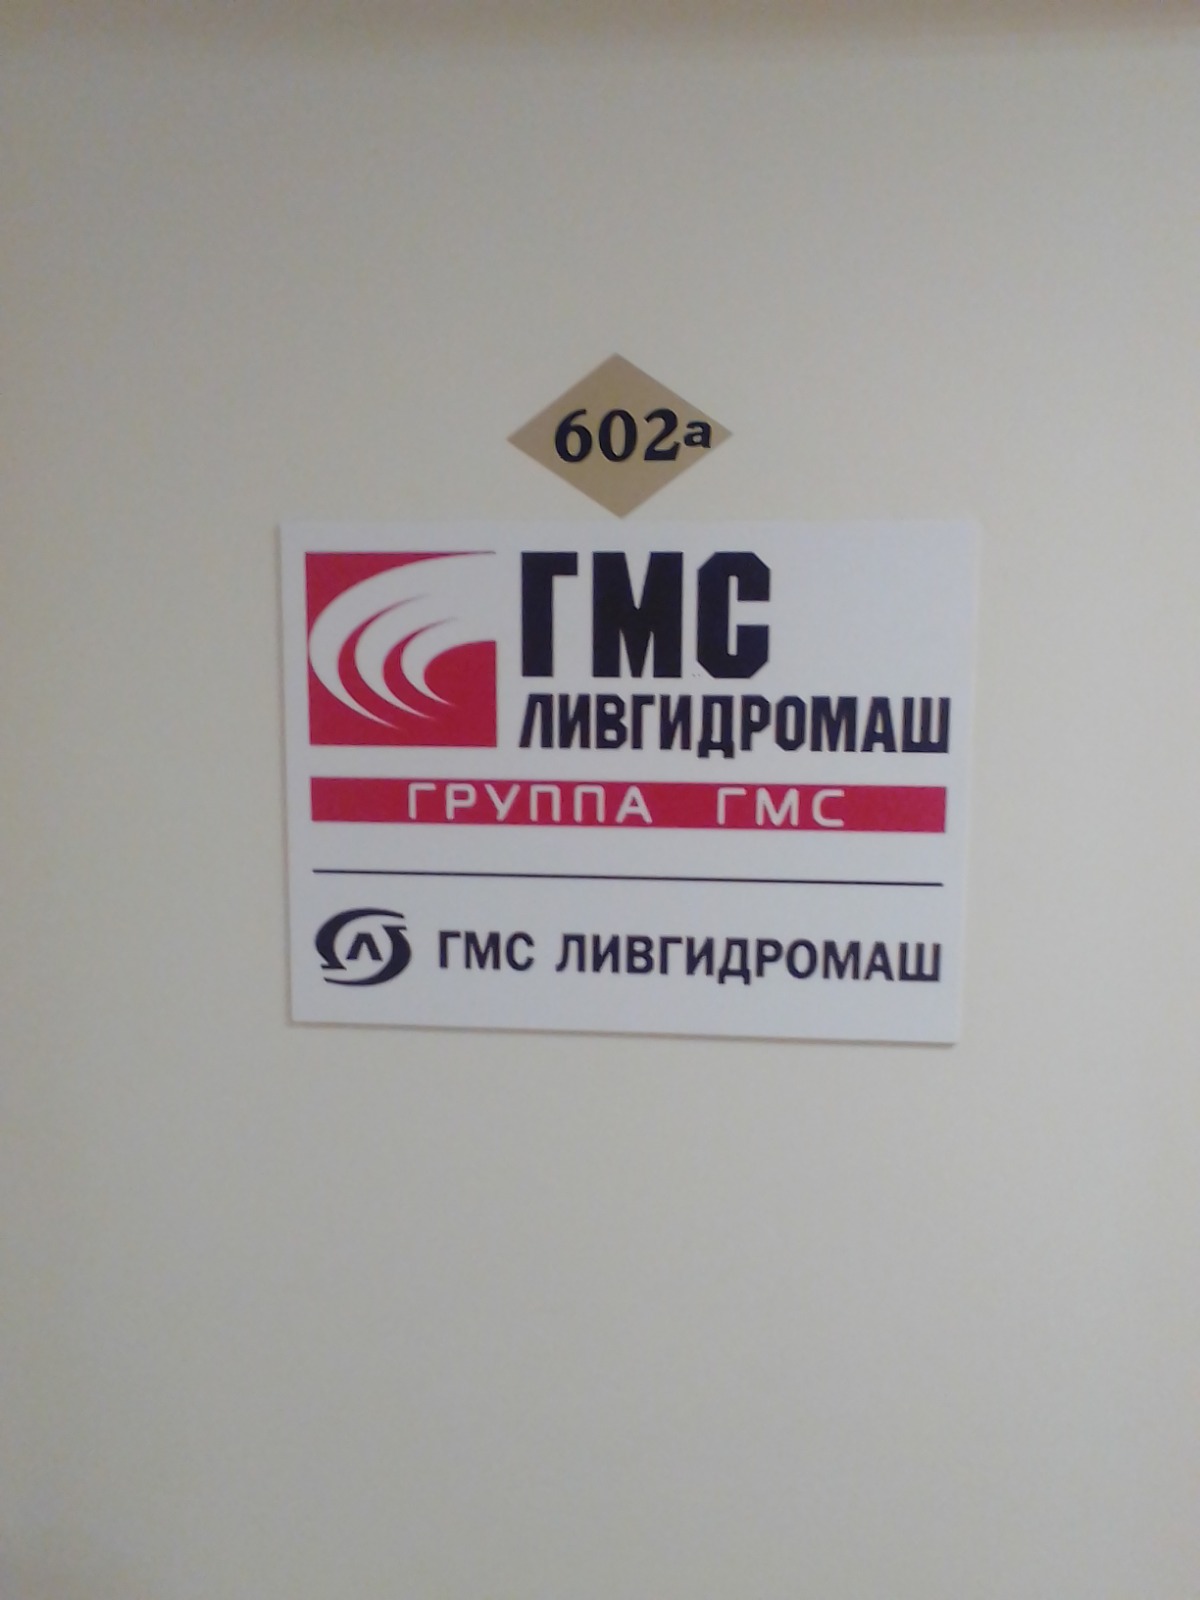 602а
ГМС
ЛИВГИДРОМАШ
ГРУППА ГМС
Л ГМС ЛИВГИДРОМАШ